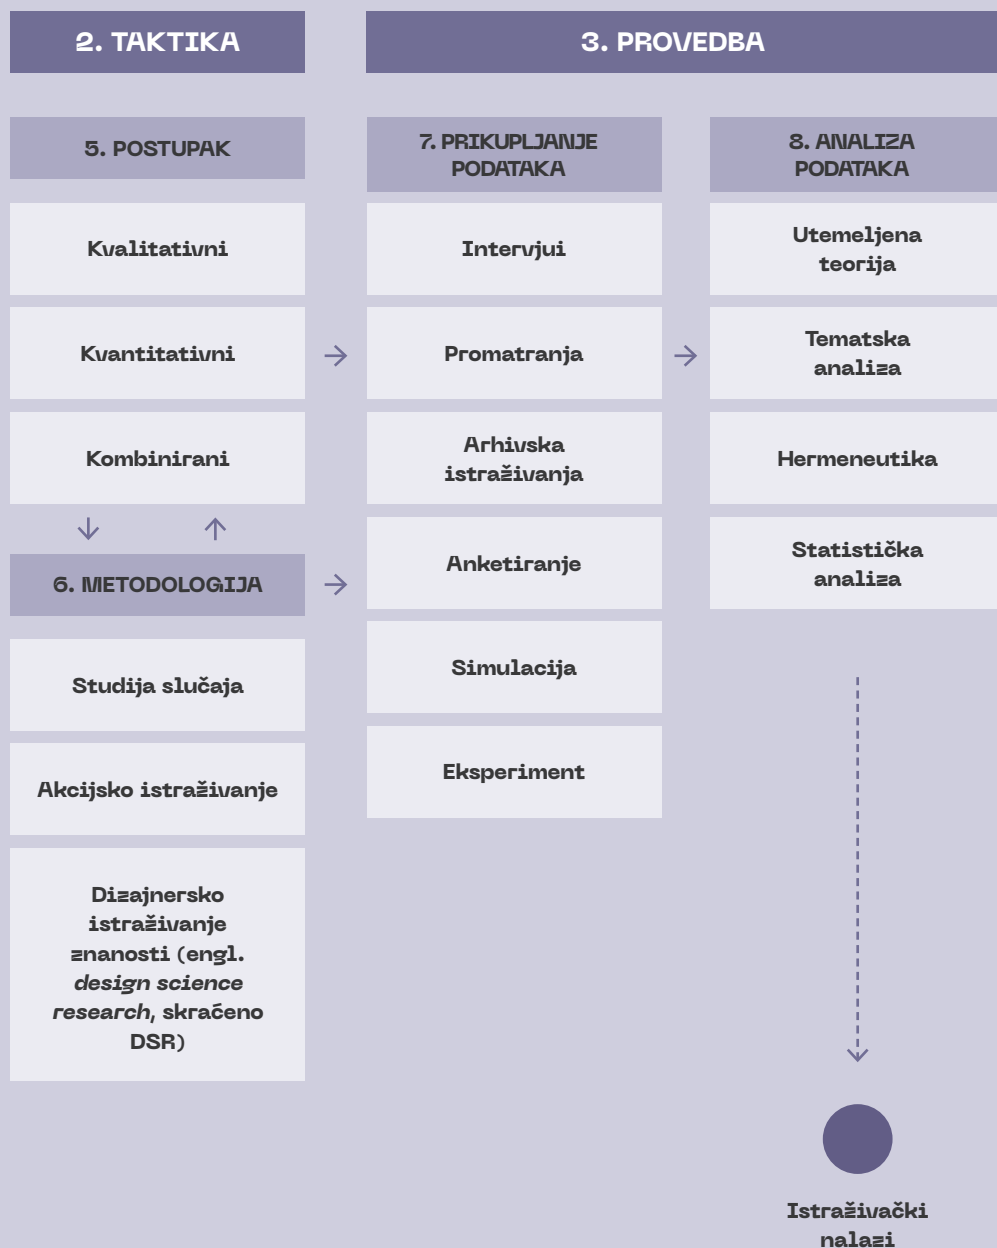 2. TAKTIKA
5. POSTUPAK
Kvalitativni
Kvantitativni
Kombinirani
6. METODOLOGIJA
Studija slučaja
Akcijsko istraživanje
Dizajnersko
istraživanje
znanosti (engl.
design science
research, skraćeno
DSR)
3. PROVEDBA
7. PRIKUPLJANJE
PODATAKA
Intervjui
Promatranja
Arhivska
istraživanja
Anketiranje
Simulacija
Eksperiment
8. ANALIZA
PODATAKA
Utemeljena
teorija
Tematska
analiza
Hermeneutika
Statistička
analiza
Istraživački
nalazi